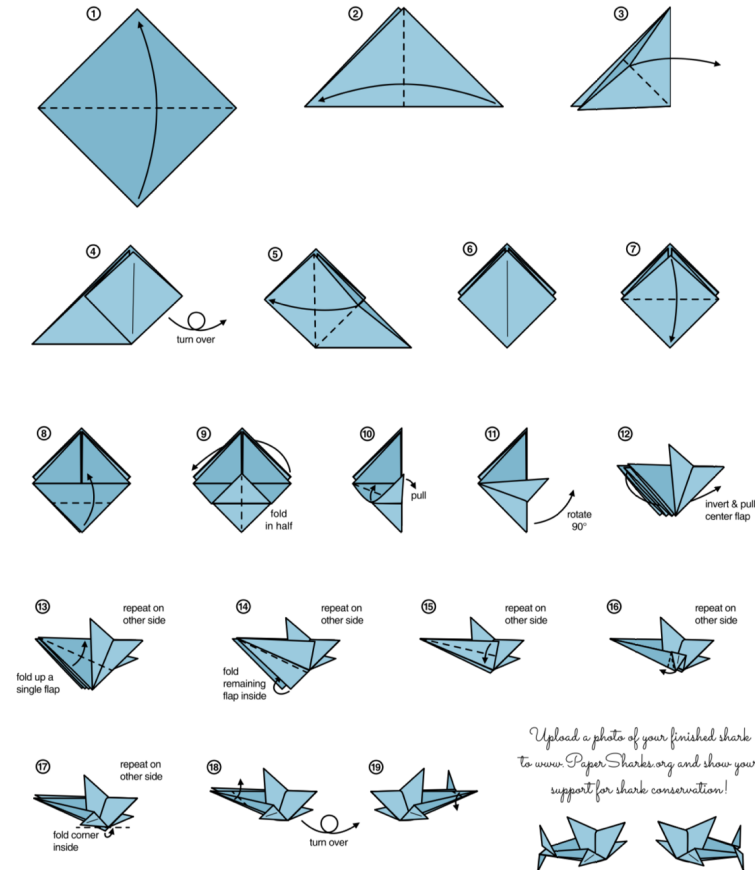 1
2
3
4
turn over
5
6
7
8
9
fold
in half
10
pull
11
rotate
90°
12
invert & pull
center flap
13
repeat on
other side
fold up a
single flap
14
repeat on
other side
fold
remaining
flap inside
15
repeat on
other side
16
repeat on
other side
17
repeat on
other side
fold corner
inside
18
turn over
19
Upload a photo of your finished shark
to www.PaperSharks.org and show your
support for shark conservation!